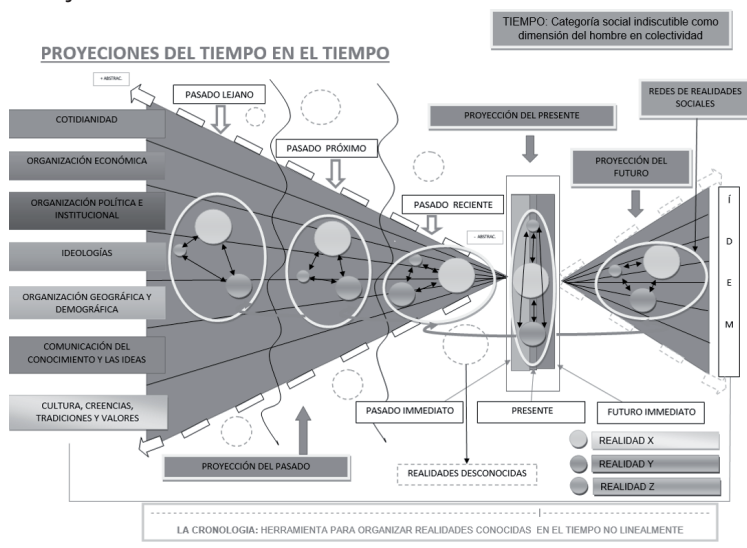 TIEMPO: Categoría social indiscutible como
dimensión del hombre en colectividad
PROYECIONES DEL TIEMPO EN EL TIEMPO
+ ABSTRAC.
PASADO LEJANO
REDES DE REALIDADES
SOCIALES
PROYECCIÓN DEL PRESENTE
COTIDIANIDAD
PASADO PRÓXIMO
PROYECCIÓN DEL
FUTURO
ORGANIZACIÓN ECONÓMICA
PASADO RECIENTE
ORGANIZACIÓN POLÍTICA E
INSTITUCIONAL
- ABSTRAC.
IDEOLOGÍAS
ORGANIZACIÓN GEOGRÁFICA Y
DEMOGRÁFICA
COMUNICACIÓN DEL
CONOCIMIENTO Y LAS IDEAS
CULTURA, CREENCIAS,
TRADICIONES Y VALORES
Í
D
E
M
PASADO IMMEDIATO
PRESENTE
FUTURO IMMEDIATO
PROYECCIÓN DEL PASADO
REALIDADES DESCONOCIDAS
REALIDAD X
REALIDAD Y
REALIDAD Z
LA CRONOLOGIA: HERRAMIENTA PARA ORGANIZAR REALIDADES CONOCIDAS EN EL TIEMPO NO LINEALMENTE